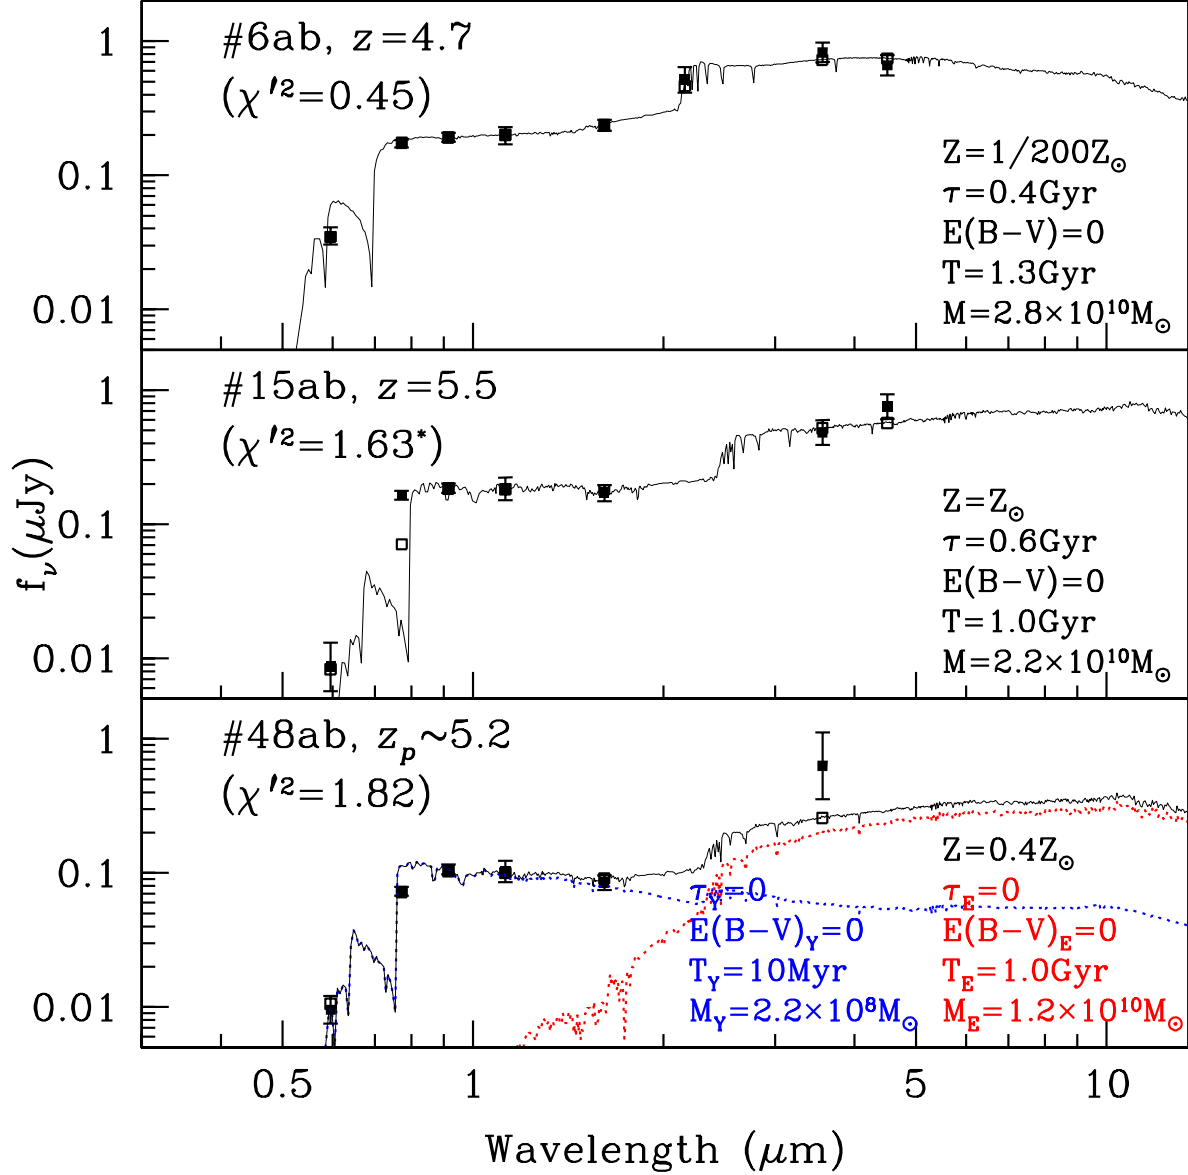 #6ab, z=4.7
(χ′²=0.45)
Z=1/200Z⊙
τ=0.4Gyr
E(B−V)=0
T=1.3Gyr
M=2.8×10¹⁰M⊙
1
0.1
0.01
#15ab, z=5.5
(χ′²=1.63*)
Z=Z⊙
τ=0.6Gyr
E(B−V)=0
T=1.0Gyr
M=2.2×10¹⁰M⊙
1
0.1
0.01
fν(μJy)
#48ab, zp~5.2
(χ′²=1.82)
Z=0.4Z⊙
τY=0
E(B−V)Y=0
TY=10Myr
MY=2.2×10⁸M⊙
τE=0
E(B−V)E=0
TE=1.0Gyr
ME=1.2×10¹⁰M⊙
1
0.1
0.01
0.5 1 5 10
Wavelength (μm)